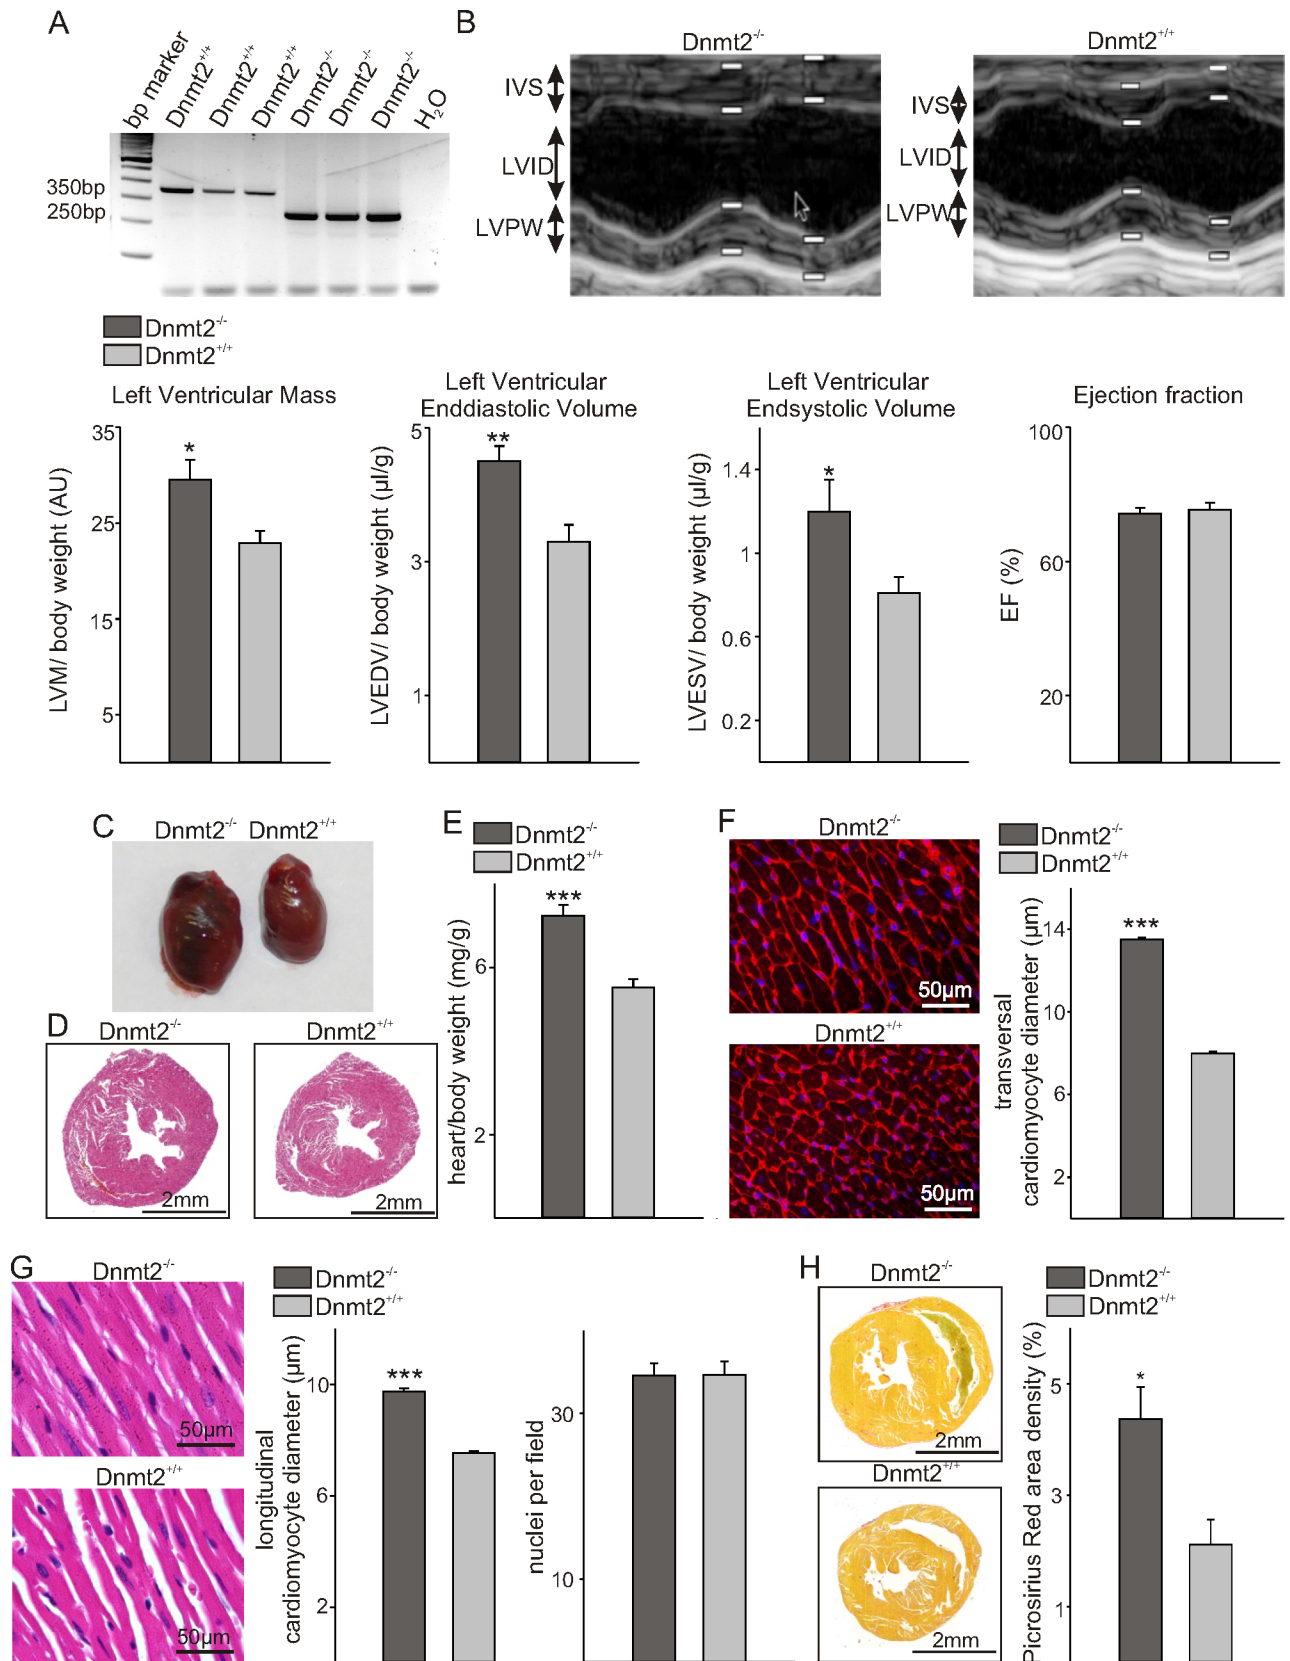 A
bp marker
Dnmt2+/+
Dnmt2+/+
Dnmt2+/+
Dnmt2-/-
Dnmt2-/-
Dnmt2-/-
H2O
350bp
250bp
B
Dnmt2-/-
IVS
LVID
LVPW
Dnmt2+/+
IVS
LVID
LVPW
Dnmt2-/-
Dnmt2+/+
Left Ventricular Mass
LVM/ body weight (AU)
35
25
15
5
*
Left Ventricular
Enddiastolic Volume
LVEDV/ body weight (µl/g)
5
3
1
**
Left Ventricular
Endsystolic Volume
LVESV/ body weight (µl/g)
1.4
1
0.6
0.2
*
Ejection fraction
EF (%)
100
60
20
C
Dnmt2-/- Dnmt2+/+
D
Dnmt2-/-
2mm
Dnmt2+/+
2mm
E
Dnmt2-/-
Dnmt2+/+
heart/body weight (mg/g)
6
2
***
F
Dnmt2-/-
50µm
Dnmt2+/+
50µm
Dnmt2-/-
Dnmt2+/+
transversal
cardiomyocyte diameter (µm)
14
10
6
2
***
G
Dnmt2-/-
50µm
Dnmt2+/+
50µm
Dnmt2-/-
Dnmt2+/+
longitudinal
cardiomyocyte diameter (µm)
10
6
2
***
nuclei per field
30
10
H
Dnmt2-/-
2mm
Dnmt2+/+
2mm
Dnmt2-/-
Dnmt2+/+
Picrosirius Red area density (%)
5
3
1
*